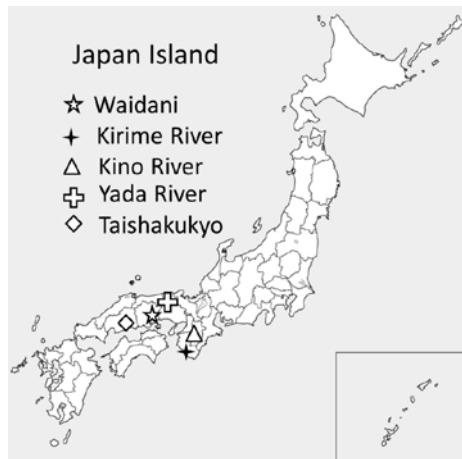 Japan Island
Waidani
Kirime River
Kino River
Yada River
Taishakukyo